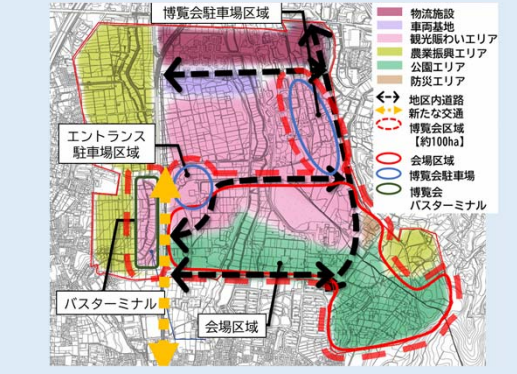 博覧会駐車場区域
物流施設
車両基地
観光賑わいエリア
農業振興エリア
公園エリア
防災エリア
地区内道路
新たな交通
博覧会区域
【約100ha】
会場区域
博覧会駐車場
博覧会
バスターミナル
エントランス
駐車場区域
バスターミナル
会場区域